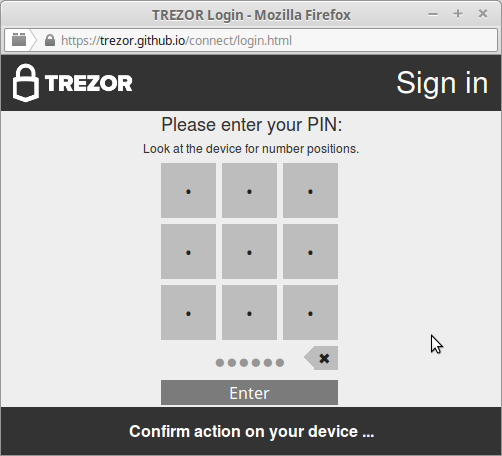 TREZOR Login - Mozilla Firefox
https://trezor.github.io/connect/login.html
TREZOR
Sign in
Please enter your PIN:
Look at the device for number positions.
Enter
Confirm action on your device ...